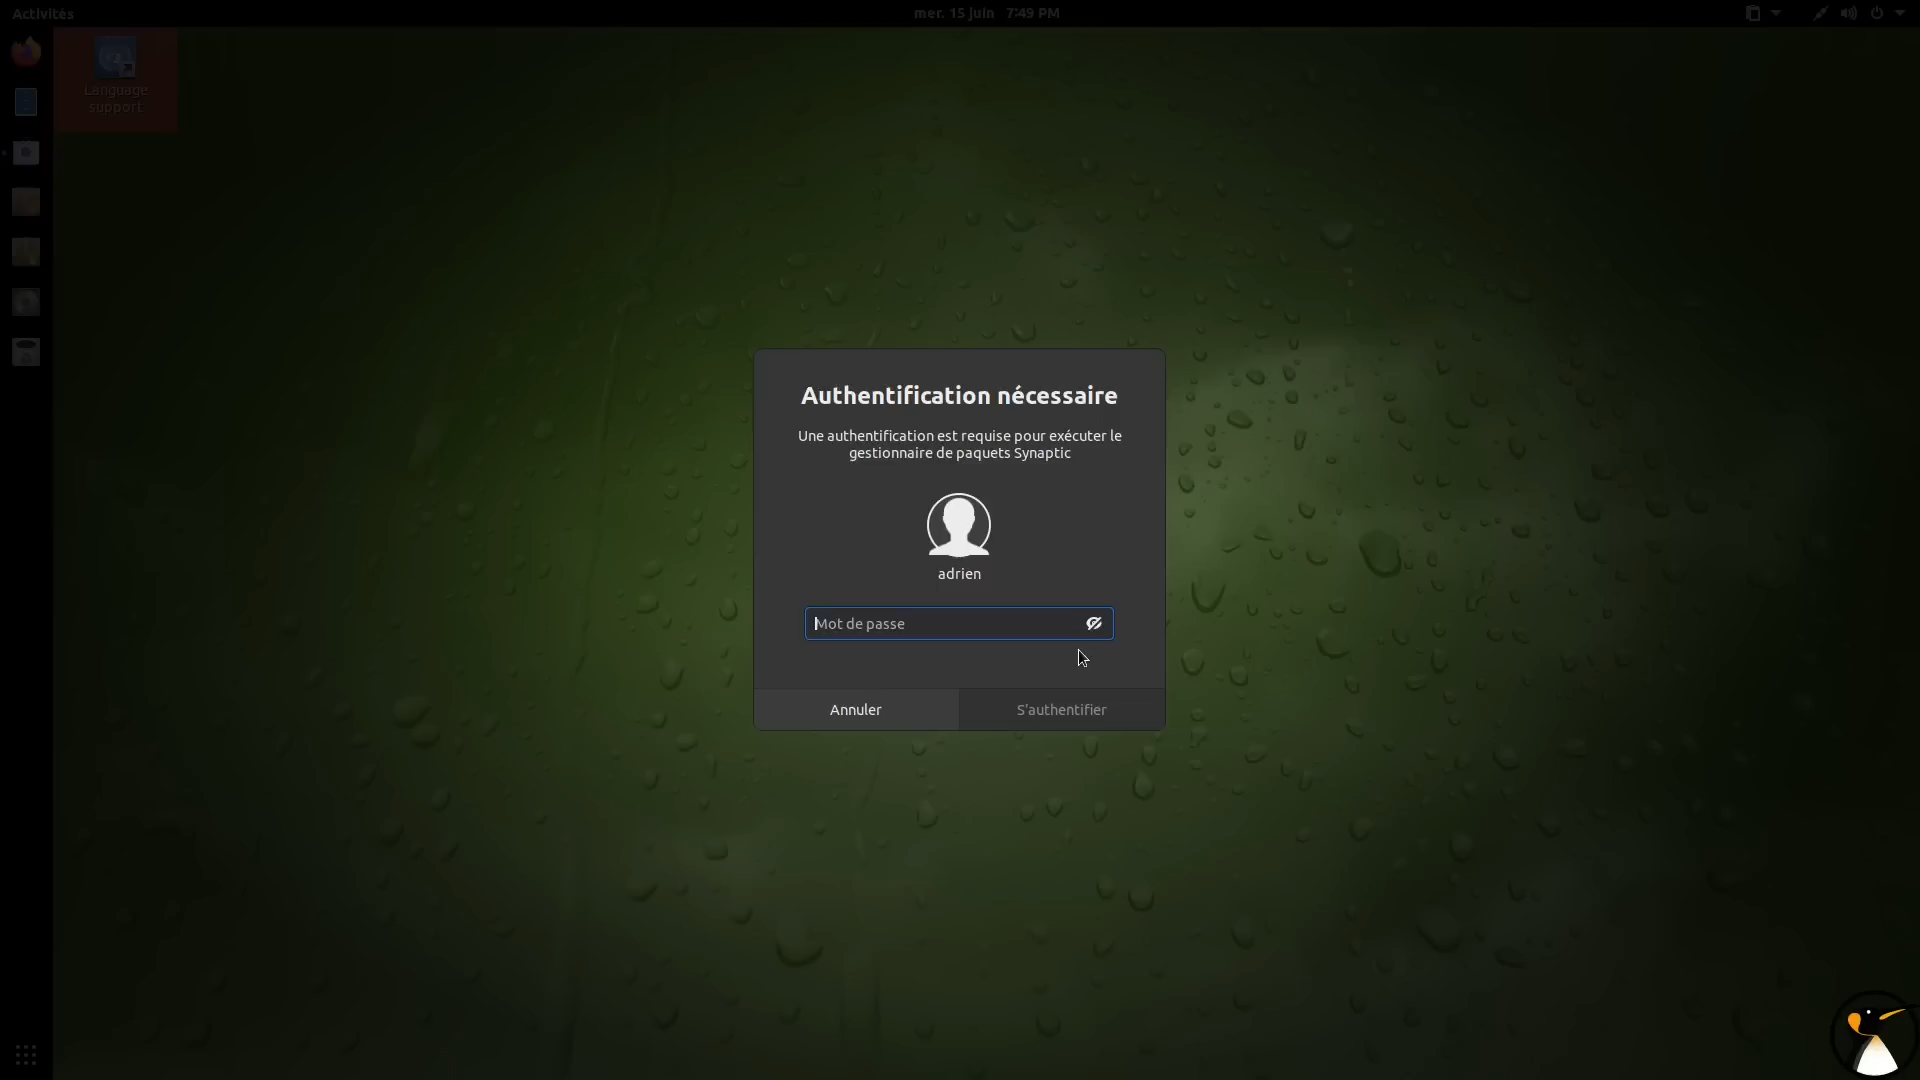 Activités
mer. 15 juin 7:49 PM
Language
support
Authentification nécessaire
Une authentification est requise pour exécuter le
gestionnaire de paquets Synaptic
adrien
Mot de passe
Annuler
S'authentifier